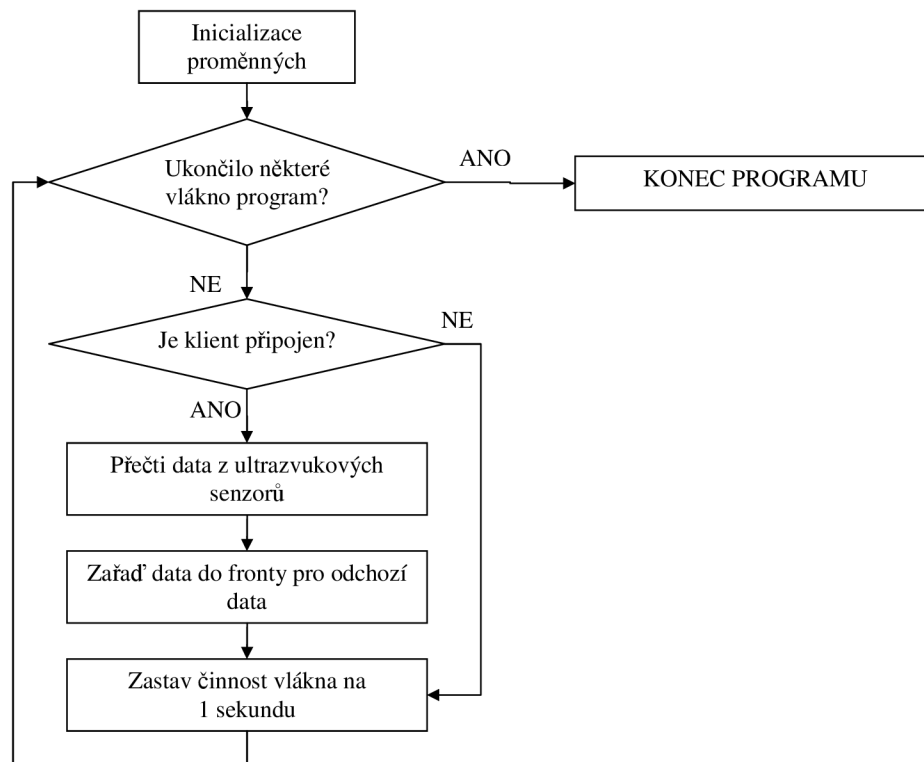 Inicializace
proměnných
Ukončilo některé
vlákno program?
ANO
KONEC PROGRAMU
NE
Je klient připojen?
NE
ANO
Přečti data z ultrazvukových
senzorů
Zařaď data do fronty pro odchozí
data
Zastav činnost vlákna na
1 sekundu